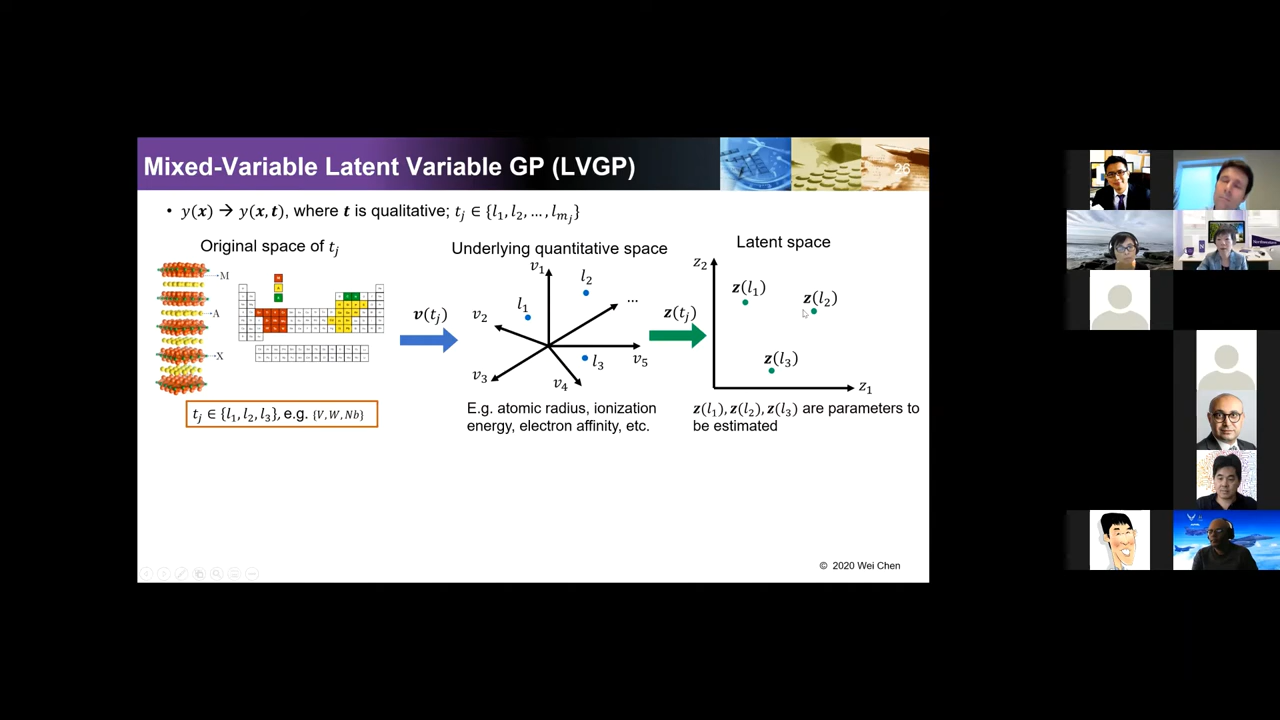 Mixed-Variable Latent Variable GP (LVGP)
26
• y(x) → y(x, t), where t is qualitative; t_j ∈ {l_1, l_2, ..., l_{m_j}}
Original space of t_j
Underlying quantitative space
Latent space
M
A
X
v(t_j)
v_1
l_2
l_1
...
v_2
l_3
v_5
v_3
v_4
z(t_j)
z_2
z(l_1)
z(l_2)
z(l_3)
z_1
t_j ∈ {l_1, l_2, l_3}, e.g. {V, W, Nb}
E.g. atomic radius, ionization
energy, electron affinity, etc.
z(l_1), z(l_2), z(l_3) are parameters to
be estimated
© 2020 Wei Chen